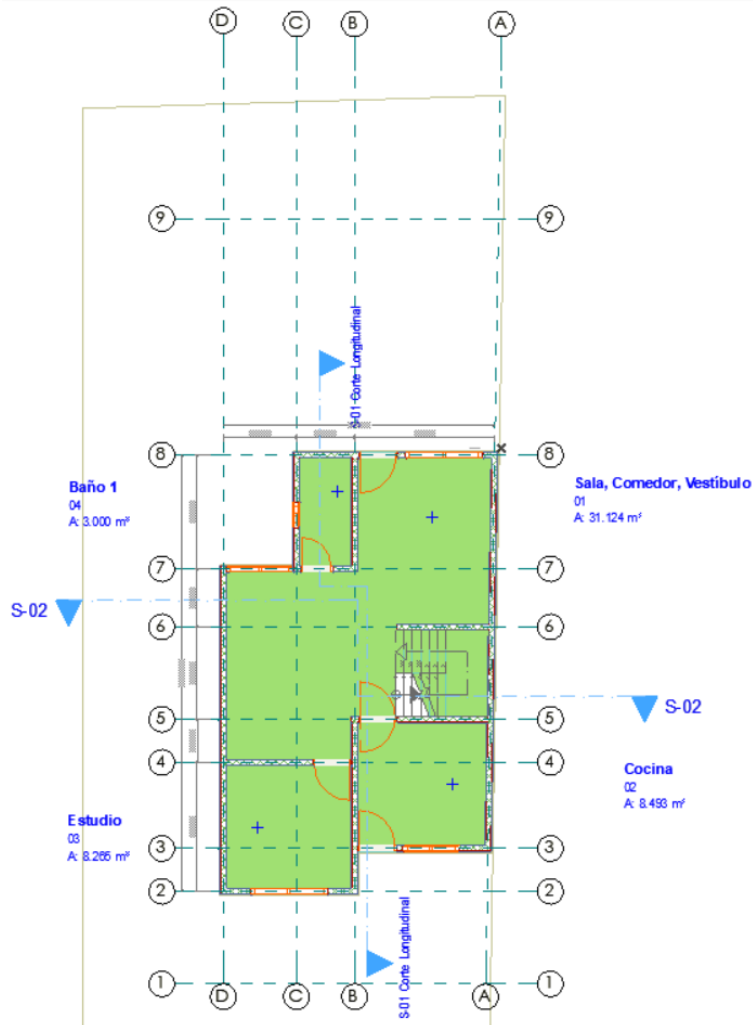 D
C
B
A
9
9
S-01 Corte Longitudinal
8
8
Baño 1
04
A: 3.000 m²
Sala, Comedor, Vestíbulo
01
A: 31.124 m²
7
7
S-02
6
6
5
5
S-02
4
4
Cocina
02
A: 8.493 m²
Estudio
03
A: 8.265 m²
3
3
2
2
S-01 Corte Longitudinal
1
1
D
C
B
A